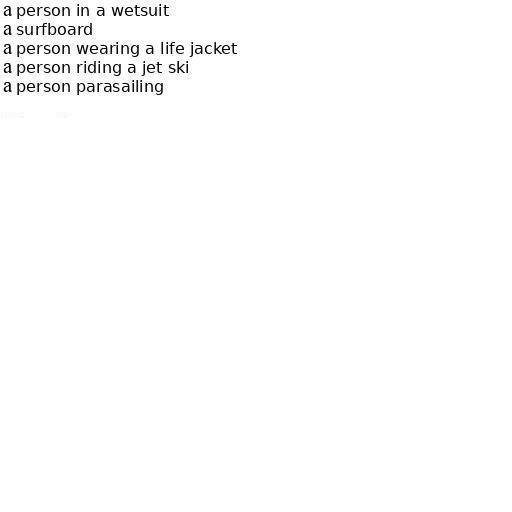 a person in a wetsuit
a surfboard
a person wearing a life jacket
a person riding a jet ski
a person parasailing